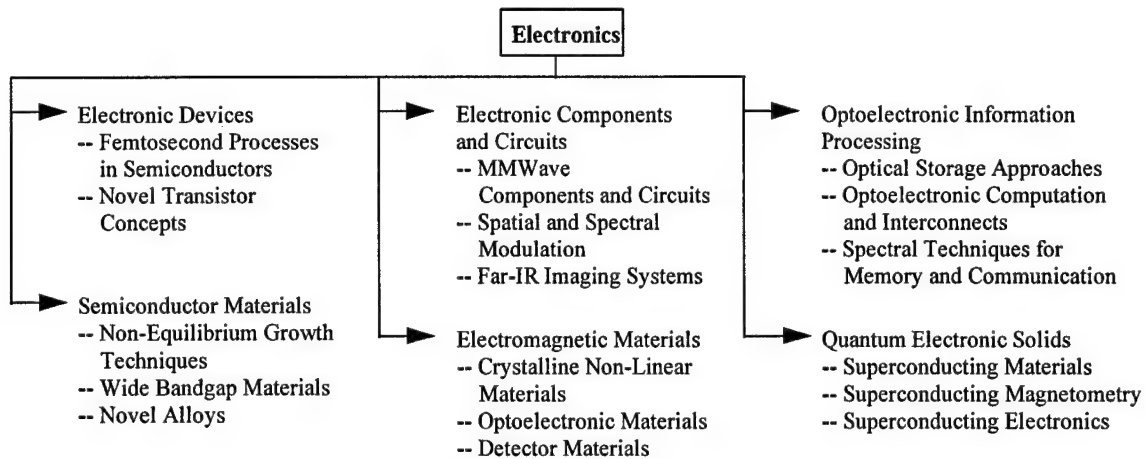 Electronics
Electronic Devices
-- Femtosecond Processes
in Semiconductors
-- Novel Transistor
Concepts
Semiconductor Materials
-- Non-Equilibrium Growth
Techniques
-- Wide Bandgap Materials
-- Novel Alloys
Electronic Components
and Circuits
-- MMWave
Components and Circuits
-- Spatial and Spectral
Modulation
-- Far-IR Imaging Systems
Electromagnetic Materials
-- Crystalline Non-Linear
Materials
-- Optoelectronic Materials
-- Detector Materials
Optoelectronic Information
Processing
-- Optical Storage Approaches
-- Optoelectronic Computation
and Interconnects
-- Spectral Techniques for
Memory and Communication
Quantum Electronic Solids
-- Superconducting Materials
-- Superconducting Magnetometry
-- Superconducting Electronics